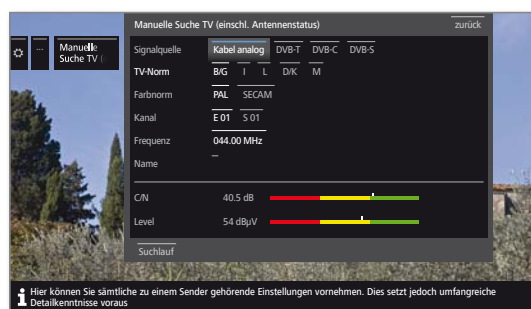 Manuelle Suche TV (einschl. Antennenstatus)
zurück
...
Manuelle
Suche TV (
Signalquelle Kabel analog DVB-T DVB-C DVB-S
TV-Norm B/G I L D/K M
Farbnorm PAL SECAM
Kanal E 01 S 01
Frequenz 044.00 MHz
Name –
C/N 40.5 dB
Level 54 dBµV
Suchlauf
i Hier können Sie sämtliche zu einem Sender gehörende Einstellungen vornehmen. Dies setzt jedoch umfangreiche
Detailkenntnisse voraus